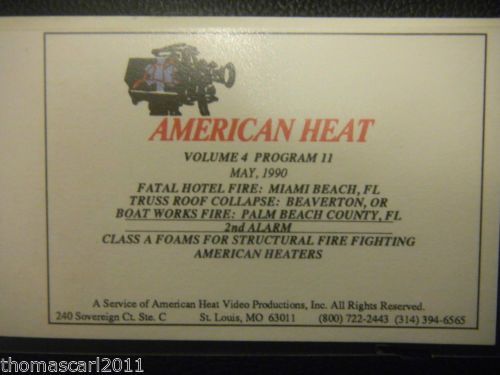 AMERICAN HEAT
VOLUME 4 PROGRAM 11
MAY, 1990
FATAL HOTEL FIRE: MIAMI BEACH, FL
TRUSS ROOF COLLAPSE: BEAVERTON, OR
BOAT WORKS FIRE: PALM BEACH COUNTY, FL
2nd ALARM
CLASS A FOAMS FOR STRUCTURAL FIRE FIGHTING
AMERICAN HEATERS
A Service of American Heat Video Productions, Inc. All Rights Reserved.
240 Sovereign Ct. Ste. C St. Louis, MO 63011 (800) 722-2443 (314) 394-6565
thomascarl2011